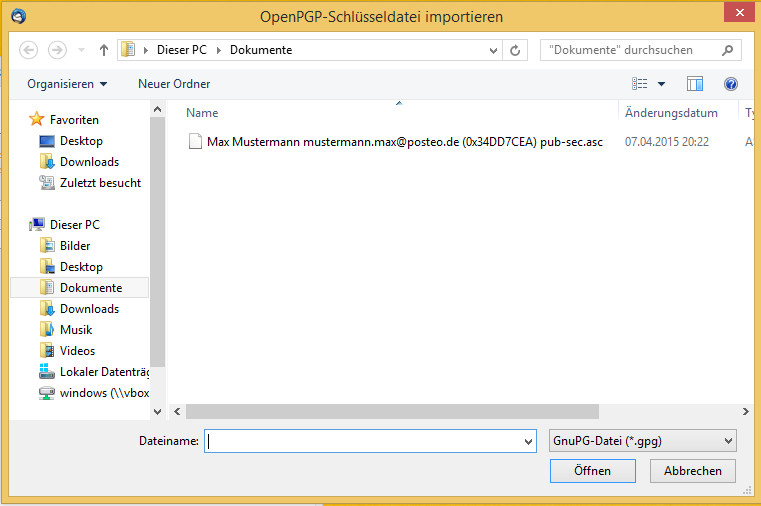 OpenPGP-Schlüsseldatei importieren
Dieser PC Dokumente
"Dokumente" durchsuchen
Organisieren Neuer Ordner
Name Änderungsdatum Ty
Favoriten
Desktop
Downloads
Zuletzt besucht
Dieser PC
Bilder
Desktop
Dokumente
Downloads
Musik
Videos
Lokaler Datenträg
windows (\\vbox
Max Mustermann mustermann.max@posteo.de (0x34DD7CEA) pub-sec.asc 07.04.2015 20:22 A
Dateiname: GnuPG-Datei (*.gpg)
Öffnen Abbrechen